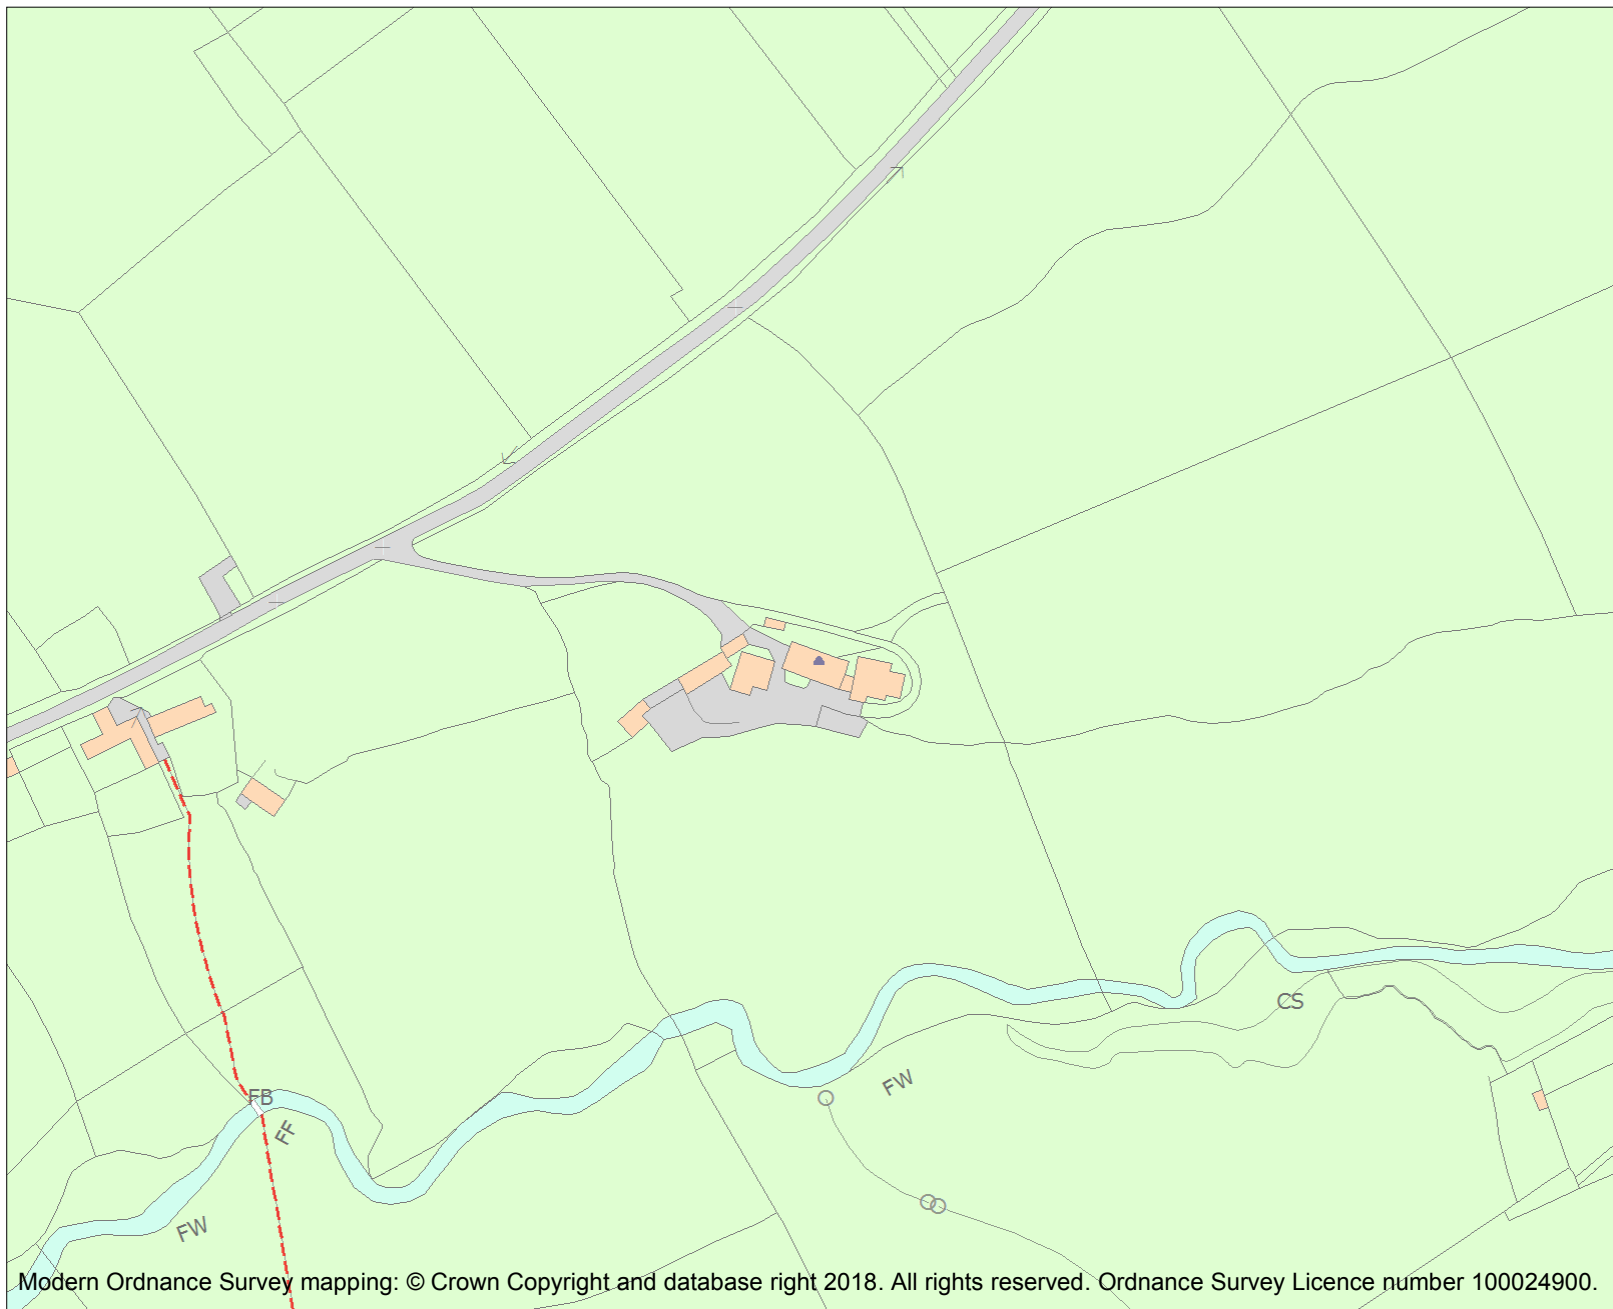 CS
FW
FB
FF
FW
Modern Ordnance Survey mapping: © Crown Copyright and database right 2018. All rights reserved. Ordnance Survey Licence number 100024900.